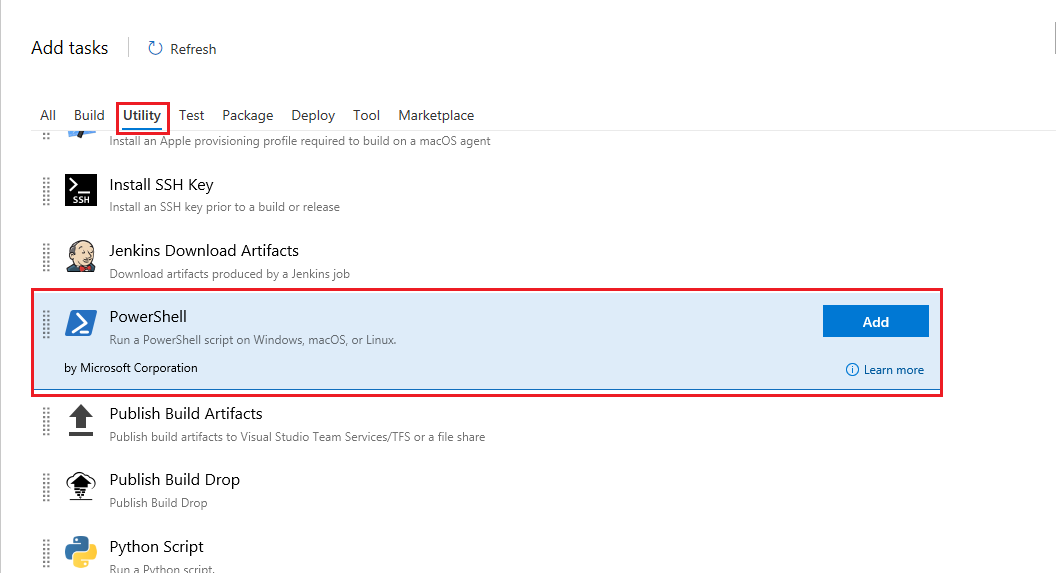 Add tasks Refresh
All Build Utility Test Package Deploy Tool Marketplace
Install an Apple provisioning profile required to build on a macOS agent
Install SSH Key
SSH
Install an SSH key prior to a build or release
Jenkins Download Artifacts
Download artifacts produced by a Jenkins job
PowerShell
Add
Run a PowerShell script on Windows, macOS, or Linux.
by Microsoft Corporation
Learn more
Publish Build Artifacts
Publish build artifacts to Visual Studio Team Services/TFS or a file share
Publish Build Drop
Publish Build Drop
Python Script
Run a Python script.